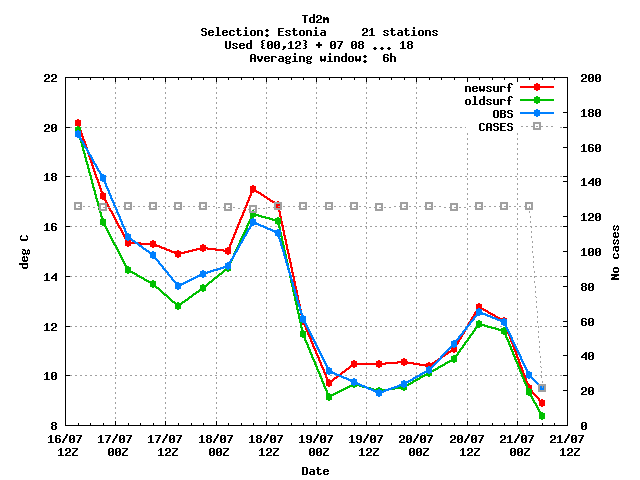 Td2m
Selection: Estonia     21 stations
Used {00,12} + 07 08 ... 18
Averaging window:  6h
22 200
newsurf
oldsurf
OBS
CASES
180
20
160
18
140
16
120
deg C
No cases
100
14
80
12
60
40
10
20
8 0
16/07 17/07 17/07 18/07 18/07 19/07 19/07 20/07 20/07 21/07 21/07
12Z 00Z 12Z 00Z 12Z 00Z 12Z 00Z 12Z 00Z 12Z
Date